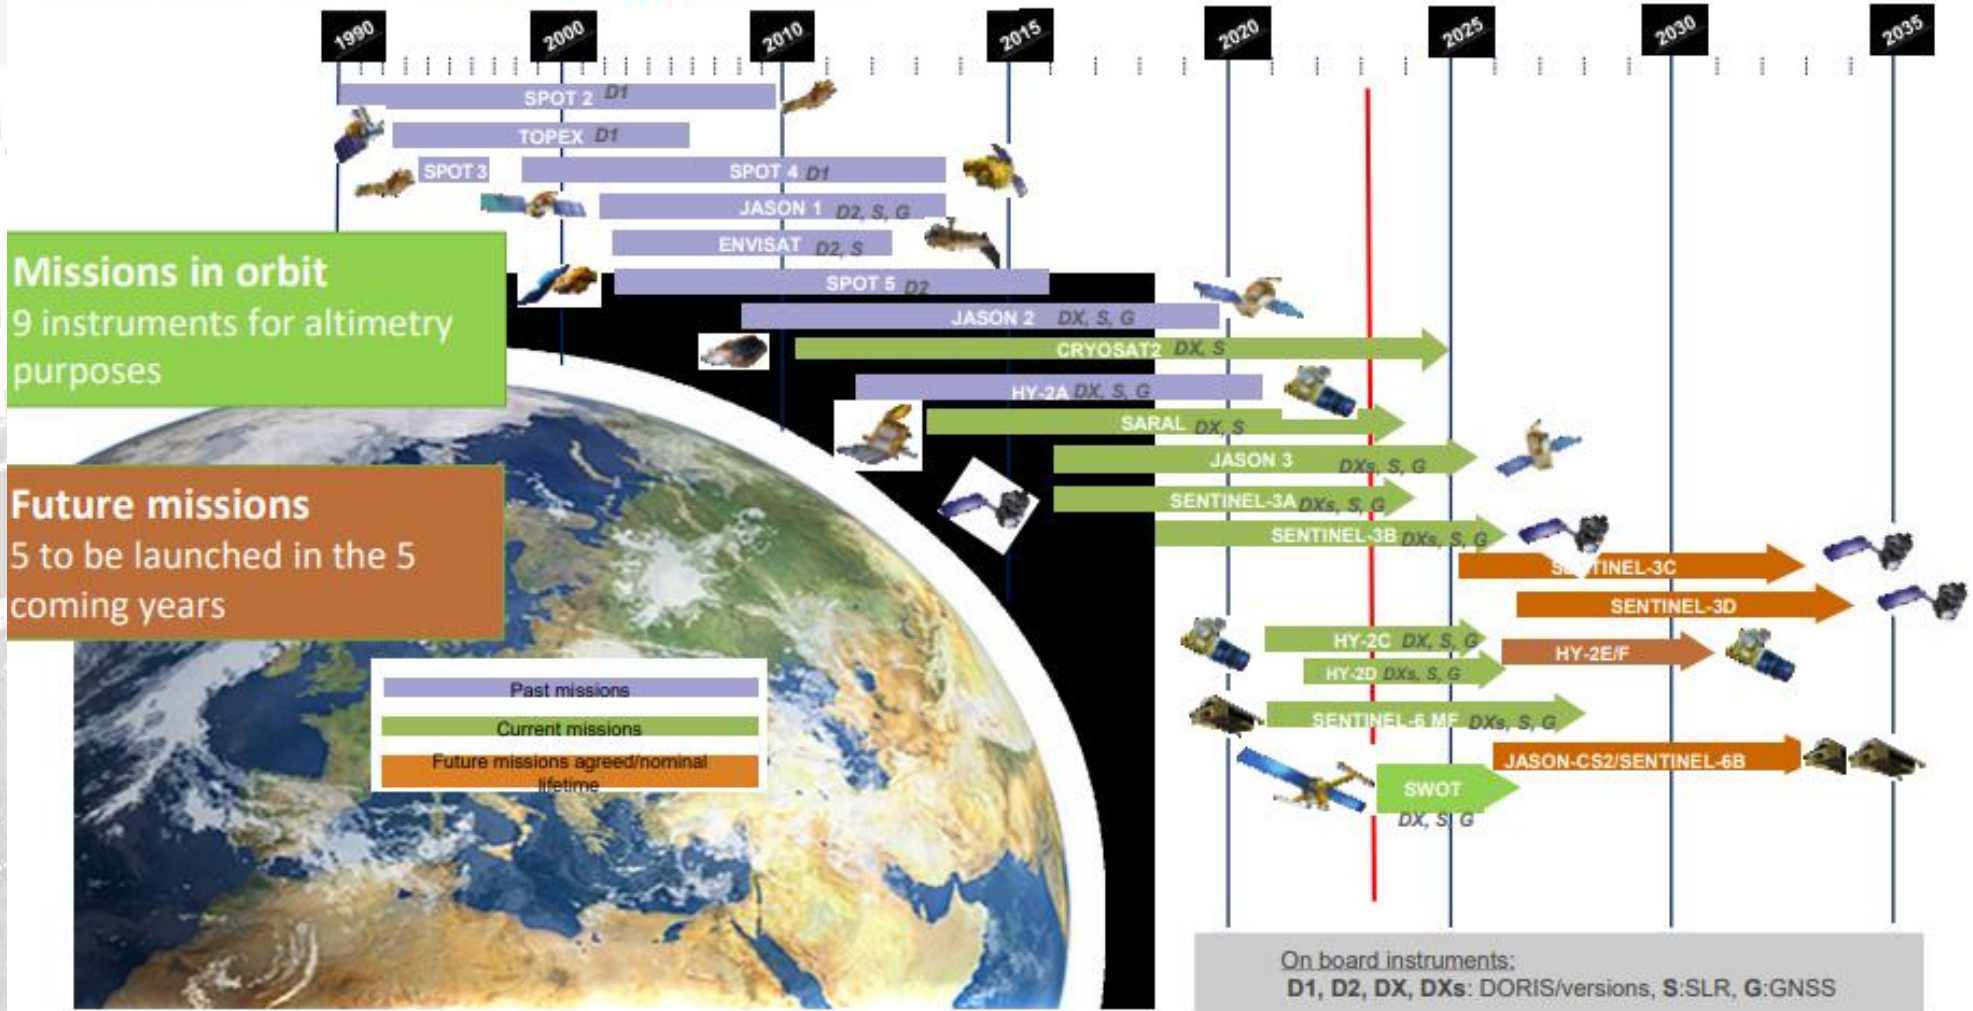 1990
2000
2010
2015
2020
2025
2030
2035
SPOT 2 D1
TOPEX D1
SPOT 3
SPOT 4 D1
JASON 1 D2, S, G
ENVISAT D2, S
SPOT 5 D2
JASON 2 DX, S, G
CRYOSAT2 DX, S
HY-2A DX, S, G
SARAL DX, S
JASON 3 DXs, S, G
SENTINEL-3A DXs, S, G
SENTINEL-3B DXs, S, G
TINEL-3C
SENTINEL-3D
HY-2C DX, S, G
HY-2E/F
HY-2D DXs, S, G
SENTINEL-6 MF DXs, S, G
JASON-CS2/SENTINEL-6B
SWOT
DX, S, G
Missions in orbit
9 instruments for altimetry
purposes
Future missions
5 to be launched in the 5
coming years
Past missions
Current missions
Future missions agreed/nominal
lifetime
On board instruments:
D1, D2, DX, DXs: DORIS/versions, S:SLR, G:GNSS